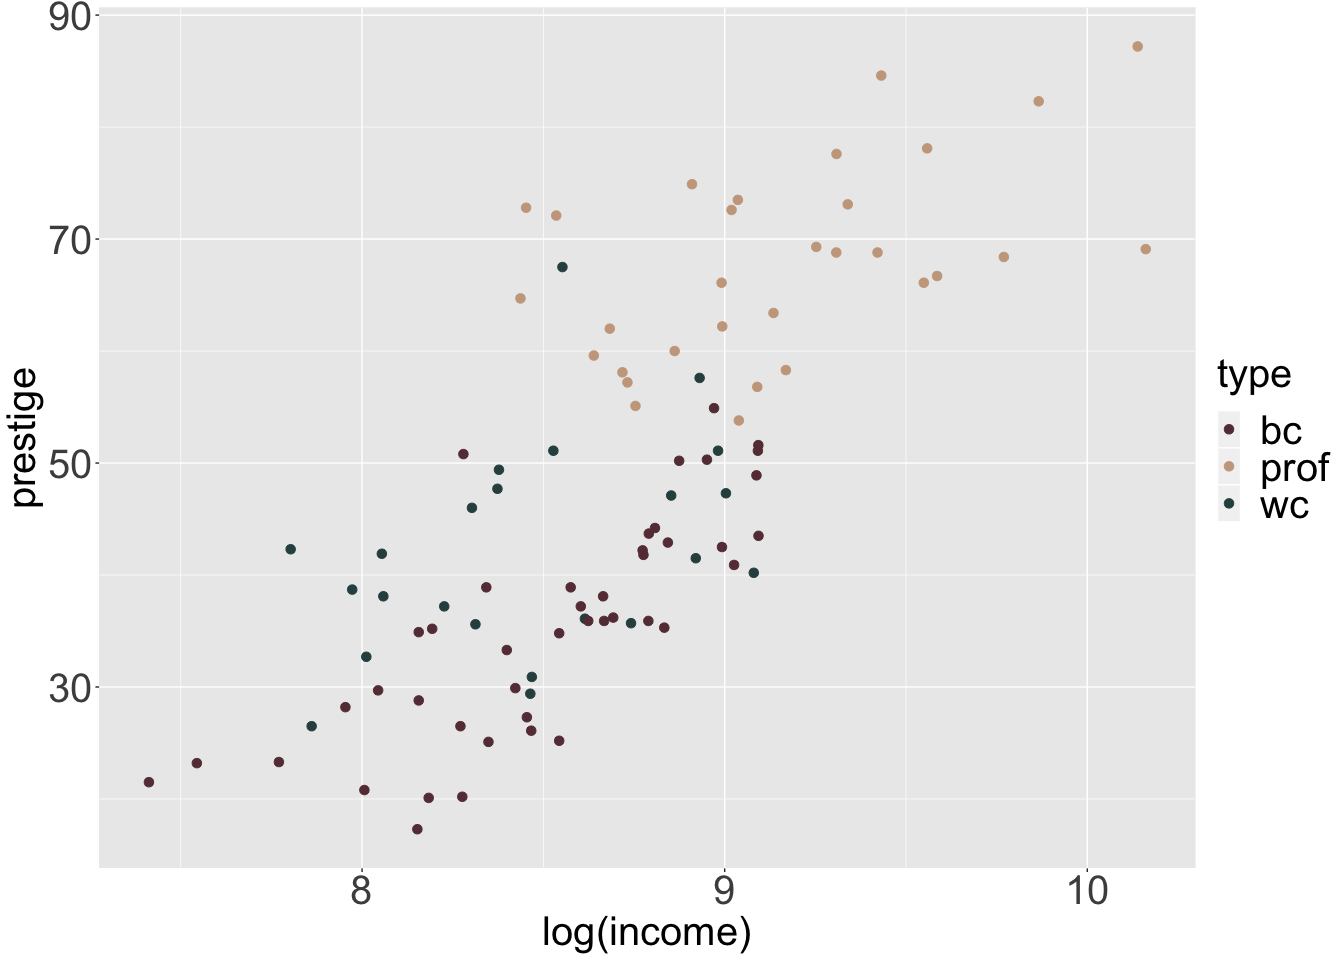 90
70
50
30
prestige
8
9
10
log(income)
type
bc
prof
wc